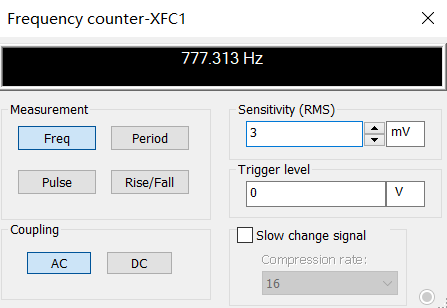 Frequency counter-XFC1
777.313 Hz
Measurement
Freq
Period
Pulse
Rise/Fall
Coupling
AC
DC
Sensitivity (RMS)
3
mV
Trigger level
0
V
Slow change signal
Compression rate:
16